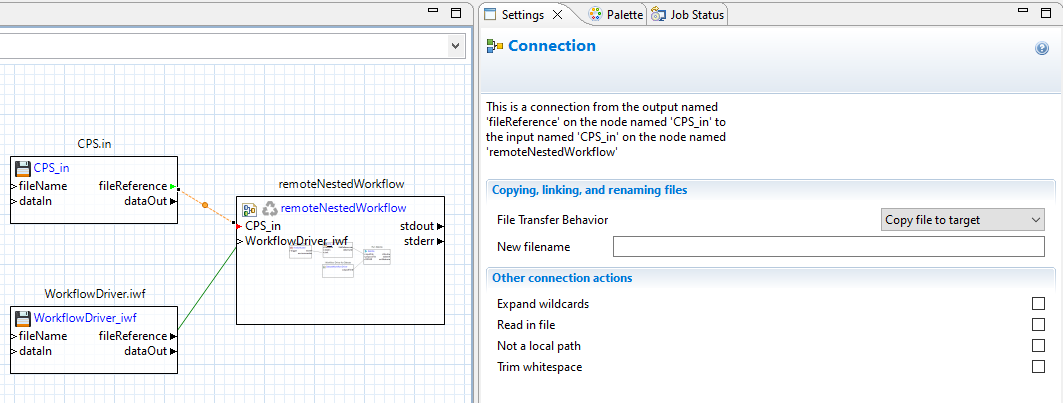 Settings
Palette
Job Status
Connection
This is a connection from the output named
'fileReference' on the node named 'CPS_in' to
the input named 'CPS_in' on the node named
'remoteNestedWorkflow'
CPS.in
CPS_in
fileName fileReference
dataIn dataOut
remoteNestedWorkflow
remoteNestedWorkflow
CPS_in stdout
WorkflowDriver_iwf stderr
WorkflowDriver.iwf
WorkflowDriver_iwf
fileName fileReference
dataIn dataOut
Copying, linking, and renaming files
File Transfer Behavior Copy file to target
New filename
Other connection actions
Expand wildcards
Read in file
Not a local path
Trim whitespace